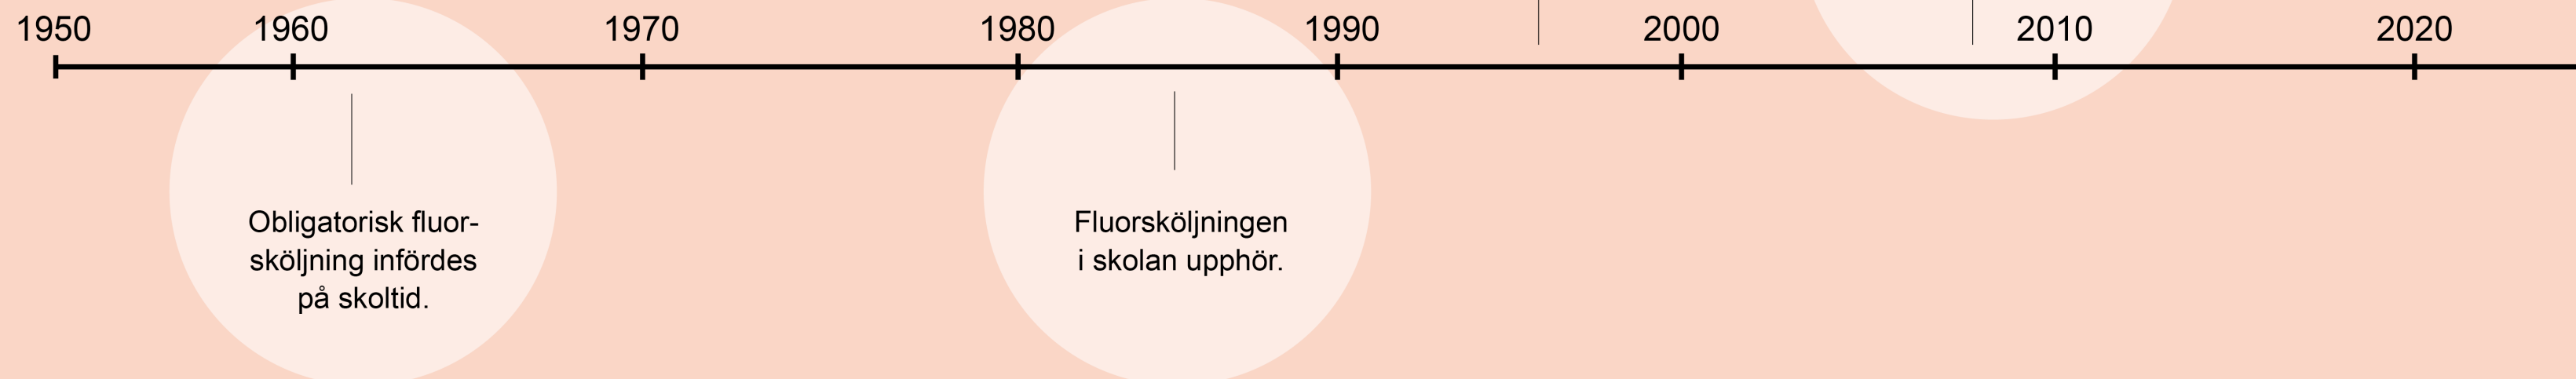 1950 1960 1970 1980 1990 2000 2010 2020
Obligatorisk fluor-
sköljning infördes
på skoltid.
Fluorsköljningen
i skolan upphör.